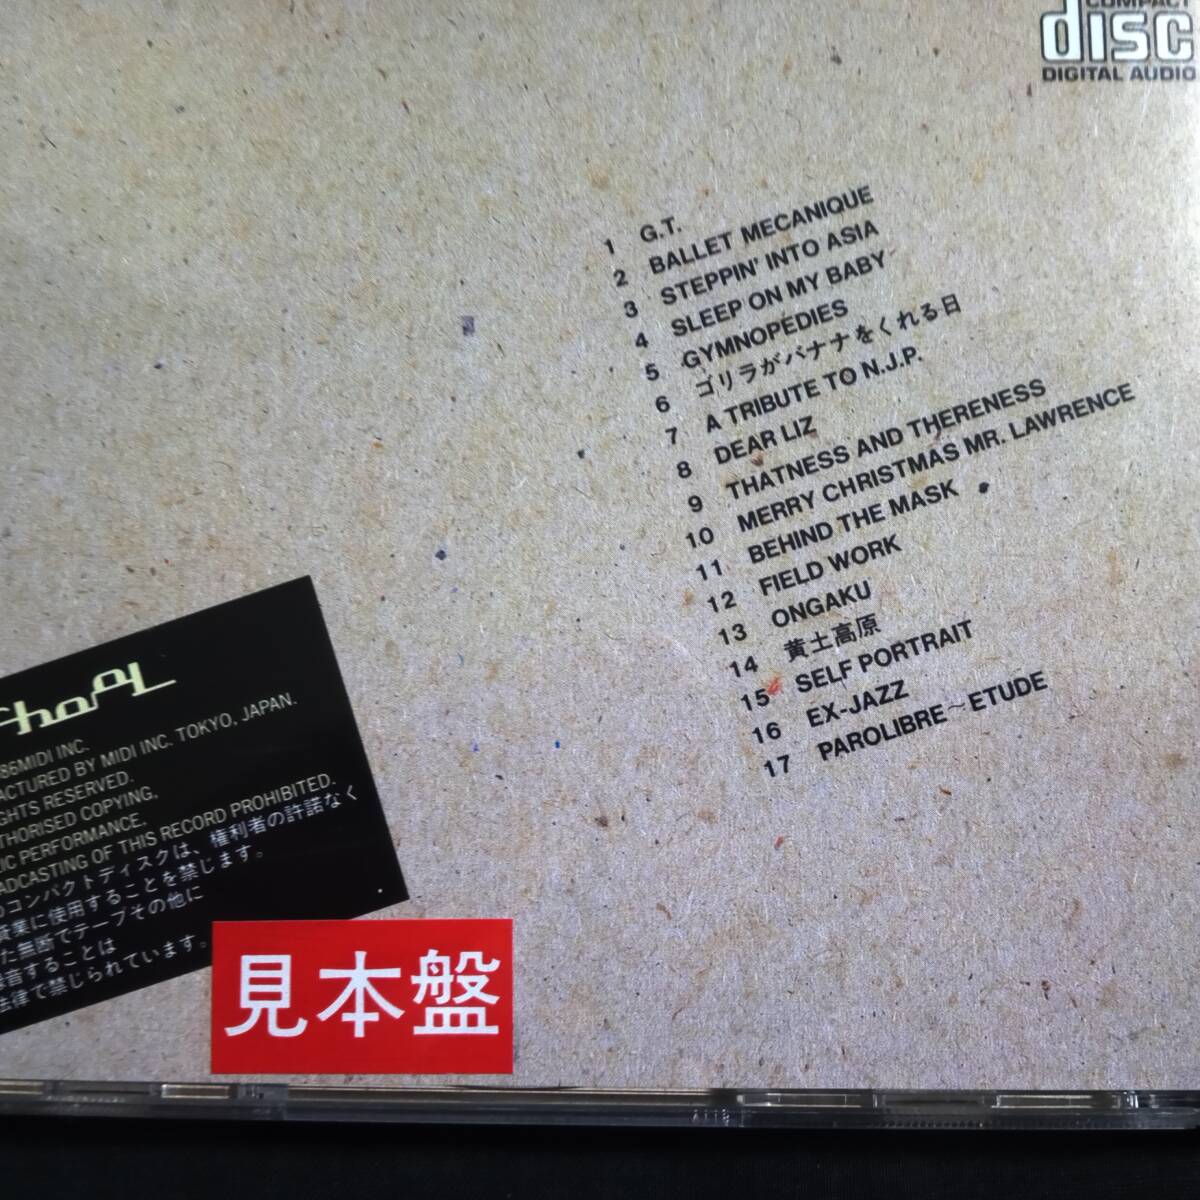 COMPACT
disc
DIGITAL AUDIO
1 G.T.
2 BALLET MECANIQUE
3 STEPPIN' INTO ASIA
4 SLEEP ON MY BABY
5 GYMNOPEDIES
6 ゴリラがバナナをくれる日
7 A TRIBUTE TO N.J.P.
8 DEAR LIZ
9 THATNESS AND THERENESS
10 MERRY CHRISTMAS MR. LAWRENCE
11 BEHIND THE MASK
12 FIELD WORK
13 ONGAKU
14 黄土高原
15 SELF PORTRAIT
16 EX-JAZZ
17 PAROLIBRE~ETUDE
86MIDI INC.
ACTURED BY MIDI INC. TOKYO, JAPAN.
GHTS RESERVED.
THORISED COPYING,
LIC PERFORMANCE,
ADCASTING OF THIS RECORD PROHIBITED.
コンパクトディスクは、権利者の許諾なく
業に使用することを禁じます。
た無断でテープその他に
音することは
法律で禁じられています。
見本盤